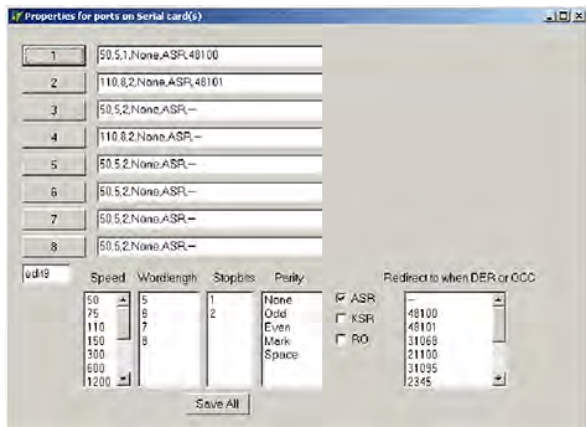 Properties for ports on Serial card(s)
1 50,5,1,None,ASR,48100
2 110,8,2,None,ASR,48101
3 50,5,2,None,ASR,--
4 110,8,2,None,ASR,--
5 50,5,2,None,ASR,--
6 50,5,2,None,ASR,--
7 50,5,2,None,ASR,--
8 50,5,2,None,ASR,--
edit9
Speed Wordlength Stopbits Parity Redirect to when DER or OCC
50 5 1 None ASR --
75 6 2 Odd KSR 48100
110 7 Even RO 48101
150 8 Mark 31068
300 Space 21100
600 31095
1200 2345
Save All